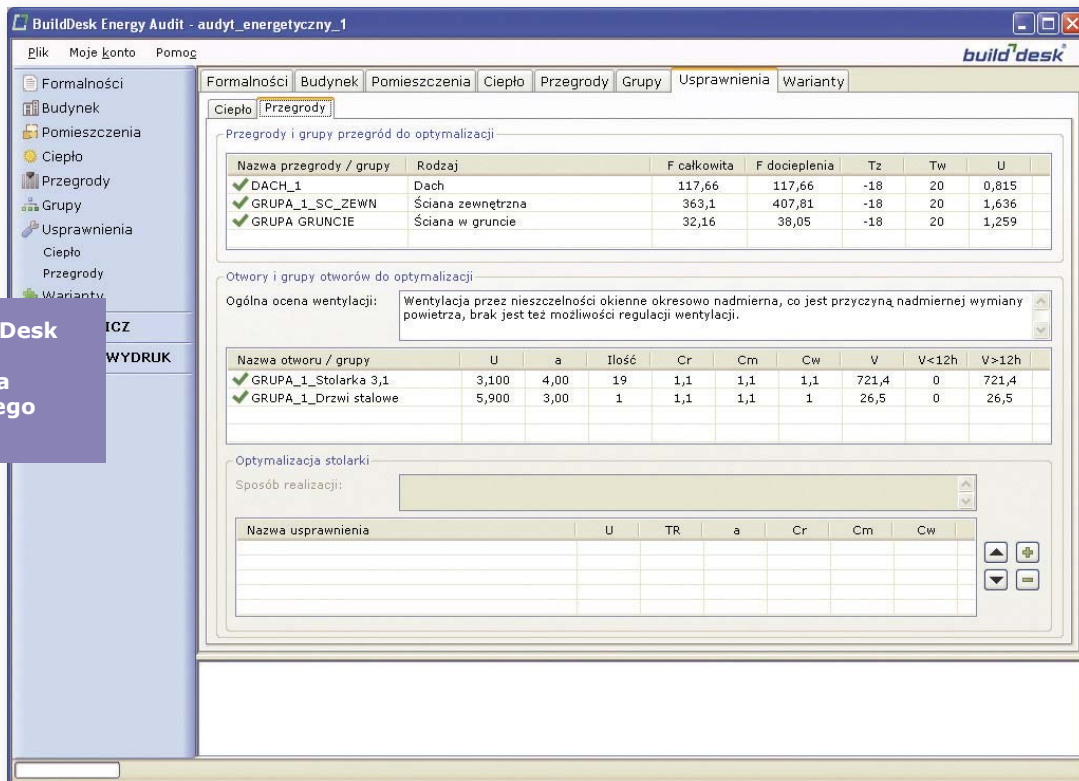 BuildDesk Energy Audit - audyt_energetyczny_1
Plik Moje konto Pomoc
build desk
Formalności
Budynek
Pomieszczenia
Ciepło
Przegrody
Grupy
Usprawnienia
Ciepło
Przegrody
Warianty
ICZ
WYDRUK
Desk
a
ego
Formalności Budynek Pomieszczenia Ciepło Przegrody Grupy Usprawnienia Warianty
Ciepło Przegrody
Przegrody i grupy przegród do optymalizacji
Nazwa przegrody / grupy Rodzaj F całkowita F docieplenia Tz Tw U
DACH_1 Dach 117,66 117,66 -18 20 0,815
GRUPA_1_SC_ZEWN Ściana zewnętrzna 363,1 407,81 -18 20 1,636
GRUPA GRUNCIE Ściana w gruncie 32,16 38,05 -18 20 1,259
Otwory i grupy otworów do optymalizacji
Ogólna ocena wentylacji: Wentylacja przez nieszczelności okienne okresowo nadmierna, co jest przyczyną nadmiernej wymiany
powietrza, brak jest też możliwości regulacji wentylacji.
Nazwa otworu / grupy U a Ilość Cr Cm Cw V V<12h V>12h
GRUPA_1_Stolarka 3,1 3,100 4,00 19 1,1 1,1 1,1 721,4 0 721,4
GRUPA_1_Drzwi stalowe 5,900 3,00 1 1,1 1,1 1 26,5 0 26,5
Optymalizacja stolarki
Sposób realizacji:
Nazwa usprawnienia U TR a Cr Cm Cw